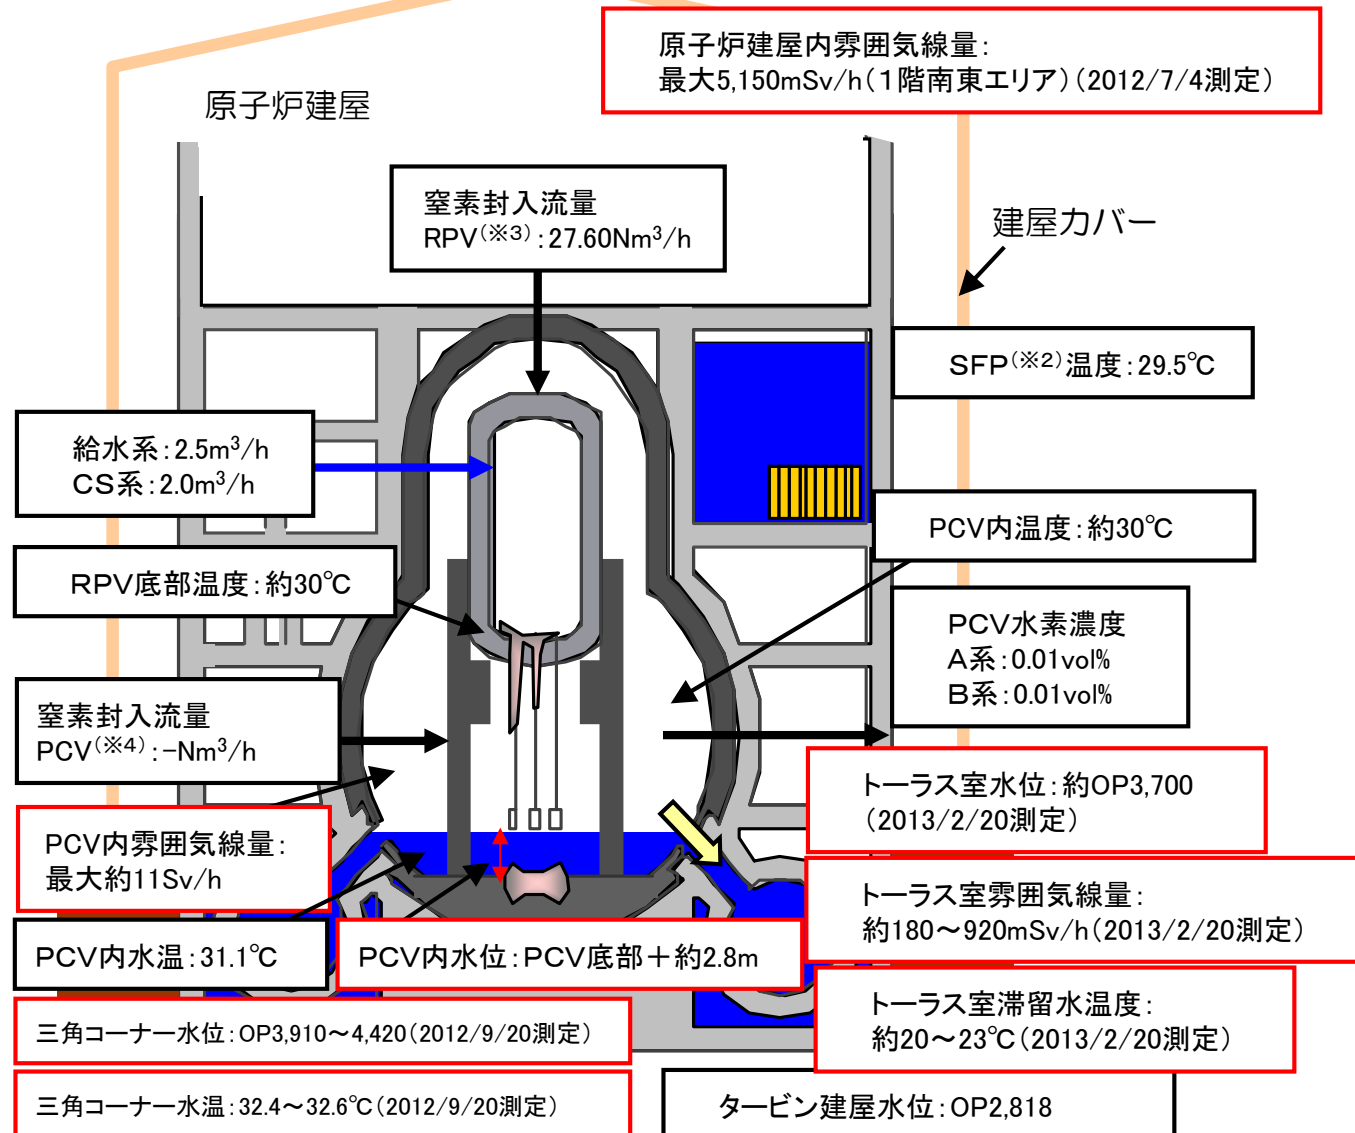 原子炉建屋内雰囲気線量：
最大5,150mSv/h（１階南東エリア）（2012/7/4測定）
原子炉建屋
窒素封入流量
RPV(※3)：27.60Nm³/h
建屋カバー
ＳＦＰ(※2)温度：29.5℃
給水系：2.5m³/h
ＣＳ系：2.0m³/h
ＰＣＶ内温度：約30℃
ＲＰＶ底部温度：約30℃
ＰＣＶ水素濃度
Ａ系：0.01vol%
Ｂ系：0.01vol%
窒素封入流量
PCV(※4)：-Nm³/h
トーラス室水位：約OP3,700
（2013/2/20測定）
ＰＣＶ内雰囲気線量：
最大約11Sv/h
トーラス室雰囲気線量：
約180～920mSv/h（2013/2/20測定）
ＰＣＶ内水温：31.1℃
ＰＣＶ内水位：ＰＣＶ底部＋約2.8m
トーラス室滞留水温度：
約20～23℃（2013/2/20測定）
三角コーナー水位：OP3,910～4,420（2012/9/20測定）
三角コーナー水温：32.4～32.6℃（2012/9/20測定）
タービン建屋水位：OP2,818